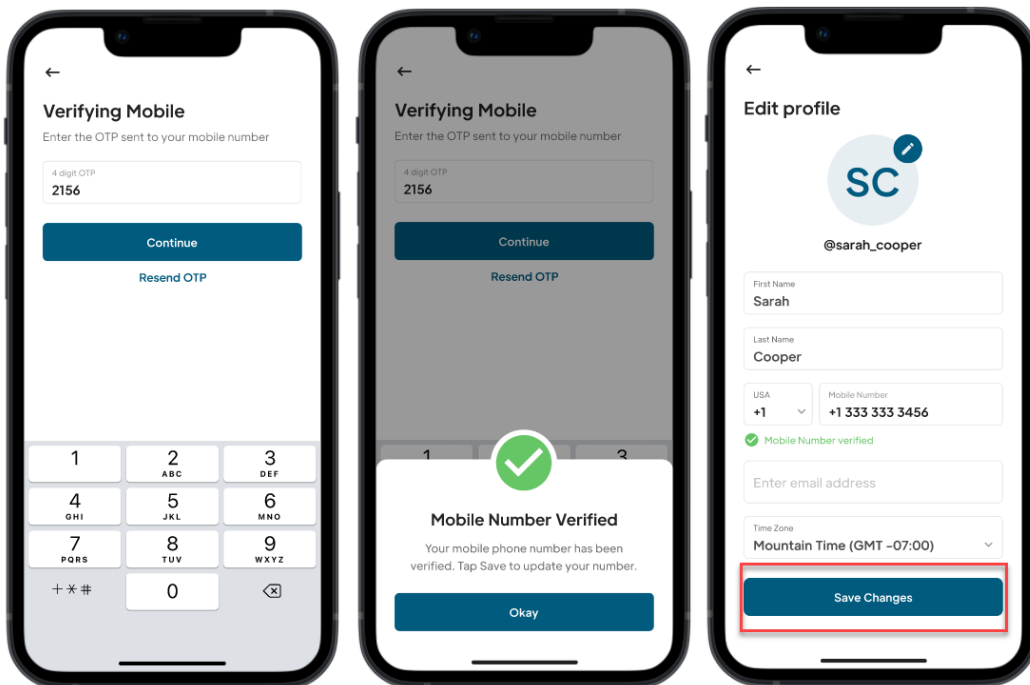 Verifying Mobile
Enter the OTP sent to your mobile number
4 digit OTP
2156
Continue
Resend OTP
1
2
ABC
3
DEF
4
GHI
5
JKL
6
MNO
7
PQRS
8
TUV
9
WXYZ
+*#
0
Verifying Mobile
Enter the OTP sent to your mobile number
4 digit OTP
2156
Continue
Resend OTP
1
3
Mobile Number Verified
Your mobile phone number has been
verified. Tap Save to update your number.
Okay
Edit profile
SC
@sarah_cooper
First Name
Sarah
Last Name
Cooper
USA
+1
Mobile Number
+1 333 333 3456
Mobile Number verified
Enter email address
Time Zone
Mountain Time (GMT -07:00)
Save Changes